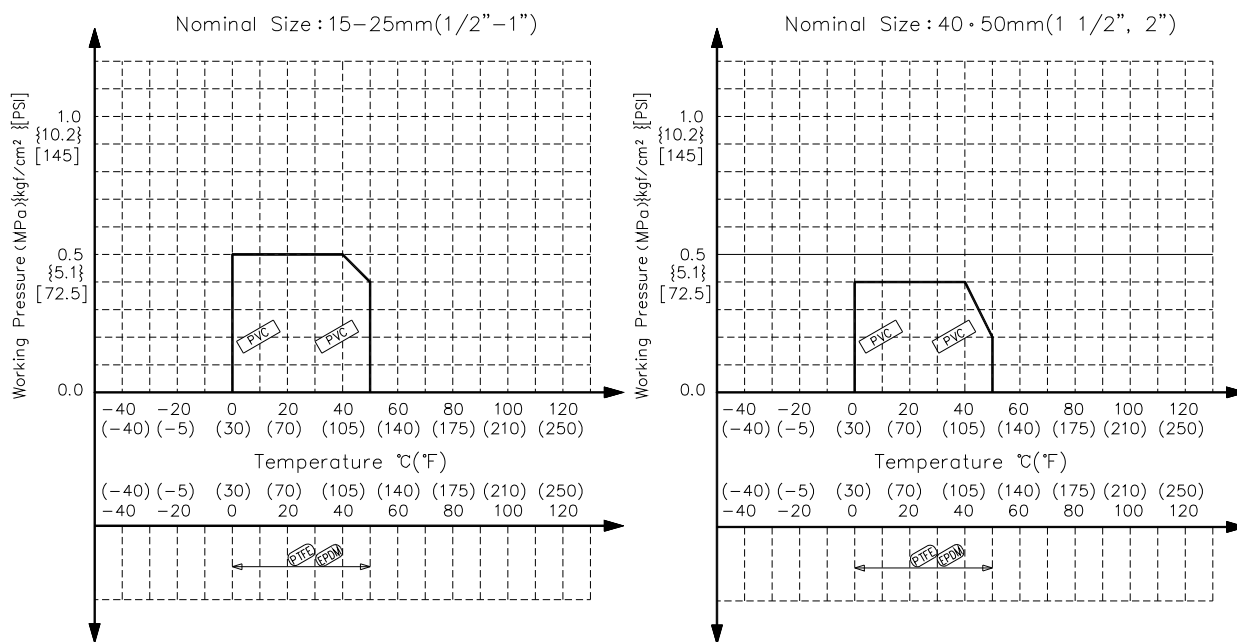 Nominal Size:15-25mm(1/2"-1")
Working Pressure (MPa){kgf/cm² }[PSI]
1.0
{10.2}
[145]
0.5
{5.1}
[72.5]
0.0
PVC PVC
-40 -20 0 20 40 60 80 100 120
(-40) (-5) (30) (70) (105) (140) (175) (210) (250)
Temperature °C(°F)
(-40) (-5) (30) (70) (105) (140) (175) (210) (250)
-40 -20 0 20 40 60 80 100 120
PTFE EPDM
Nominal Size:40·50mm(1 1/2", 2")
Working Pressure (MPa){kgf/cm² }[PSI]
1.0
{10.2}
[145]
0.5
{5.1}
[72.5]
0.0
PVC PVC
-40 -20 0 20 40 60 80 100 120
(-40) (-5) (30) (70) (105) (140) (175) (210) (250)
Temperature °C(°F)
(-40) (-5) (30) (70) (105) (140) (175) (210) (250)
-40 -20 0 20 40 60 80 100 120
PTFE EPDM